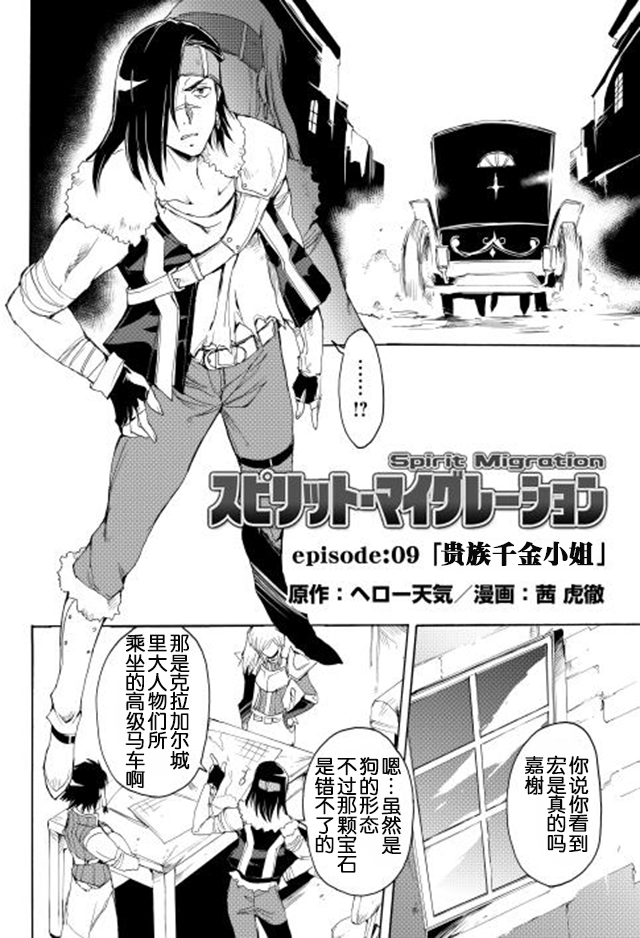 ……!?
Spirit Migration
スピリット・マイグレーション
episode:09「贵族千金小姐」
原作：ヘロー天気／漫画：茜 虎徹
你说你看到
宏是真的吗
嘉榭
嗯…虽然是
狗的形态
不过那颗宝石
是错不了的
那是克拉加尔城
里大人物们所
乘坐的高级马车啊